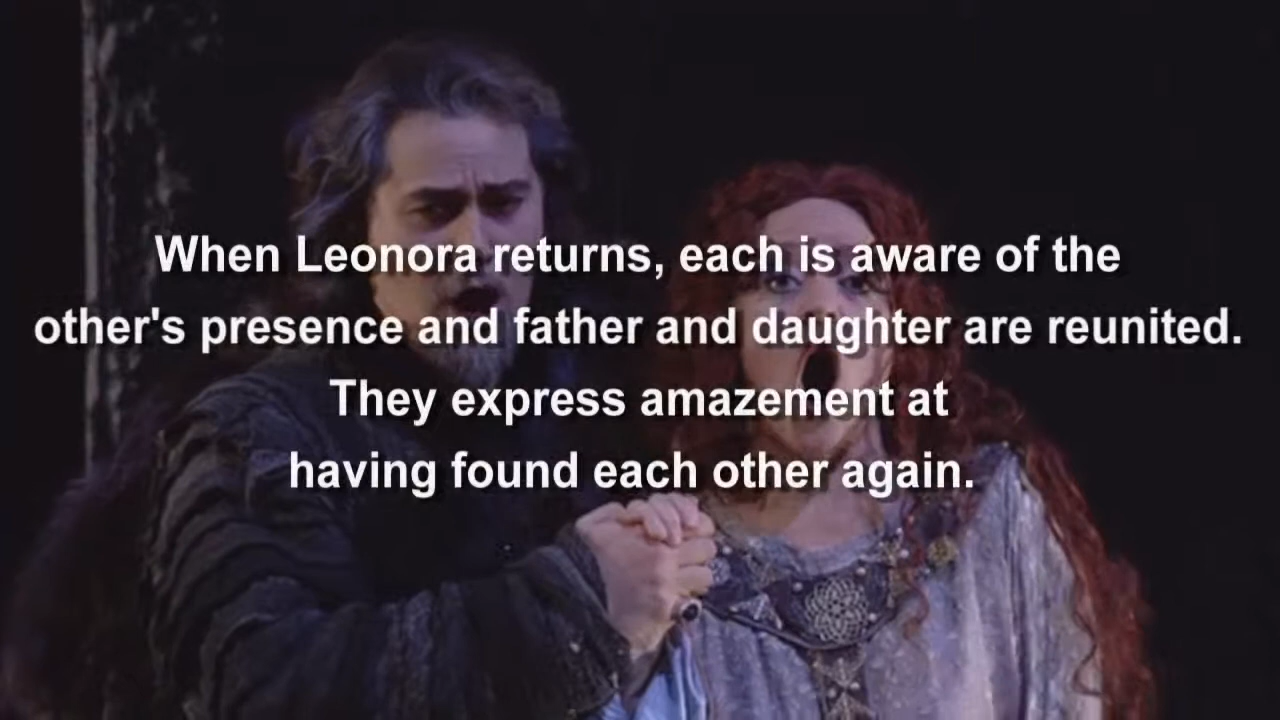 When Leonora returns, each is aware of the
other's presence and father and daughter are reunited.
They express amazement at
having found each other again.